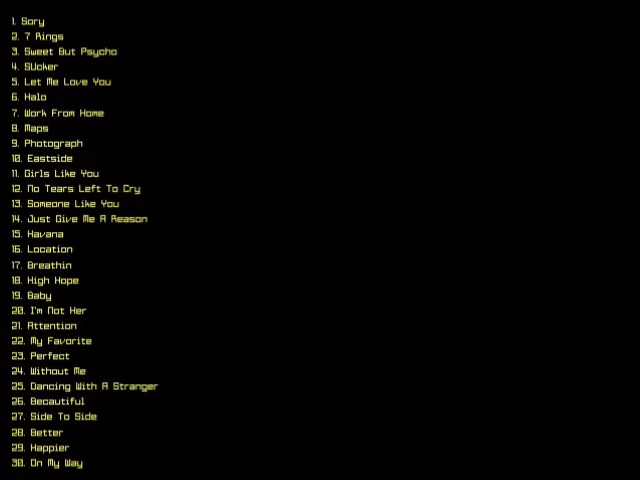 1. Sory
2. 7 Rings
3. Sweet But Psycho
4. SUcker
5. Let Me Love You
6. Halo
7. Work From Home
8. Maps
9. Photograph
10. Eastside
11. Girls Like You
12. No Tears Left To Cry
13. Someone Like You
14. Just Give Me A Reason
15. Havana
16. Location
17. Breathin
18. High Hope
19. Baby
20. I'm Not Her
21. Attention
22. My Favorite
23. Perfect
24. Without Me
25. Dancing With A Stranger
26. Becautiful
27. Side To Side
28. Better
29. Happier
30. On My Way